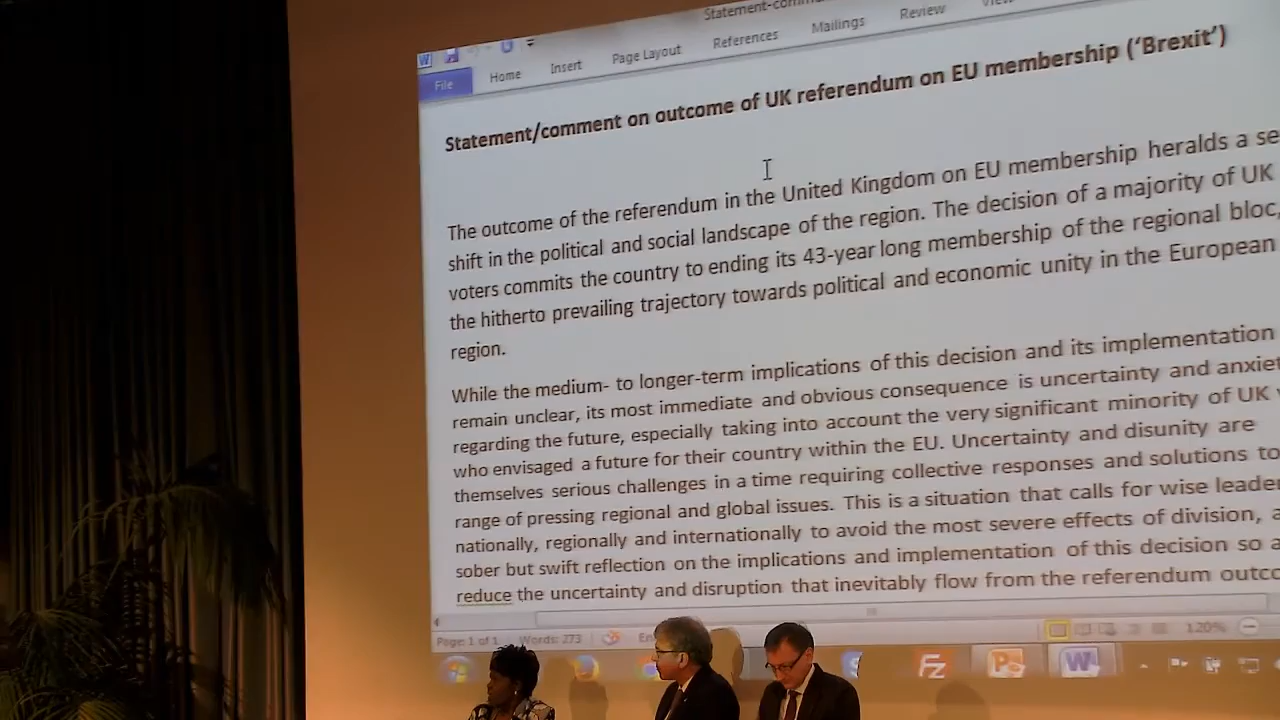 Review
Mailings
References
Page Layout
Insert
Home
File
Statement/comment on outcome of UK referendum on EU membership (‘Brexit’)
The outcome of the referendum in the United Kingdom on EU membership heralds a
shift in the political and social landscape of the region. The decision of a majority of UK
voters commits the country to ending its 43-year long membership of the regional bloc,
the hitherto prevailing trajectory towards political and economic unity in the European
region.
While the medium- to longer-term implications of this decision and its implementation
remain unclear, its most immediate and obvious consequence is uncertainty and
regarding the future, especially taking into account the very significant minority of UK
who envisaged a future for their country within the EU. Uncertainty and disunity are
themselves serious challenges in a time requiring collective responses and solutions to
range of pressing regional and global issues. This is a situation that calls for wise
nationally, regionally and internationally to avoid the most severe effects of division,
sober but swift reflection on the implications and implementation of this decision so
reduce the uncertainty and disruption that inevitably flow from the referendum
Page: 1 of 1 Words: 273 120%